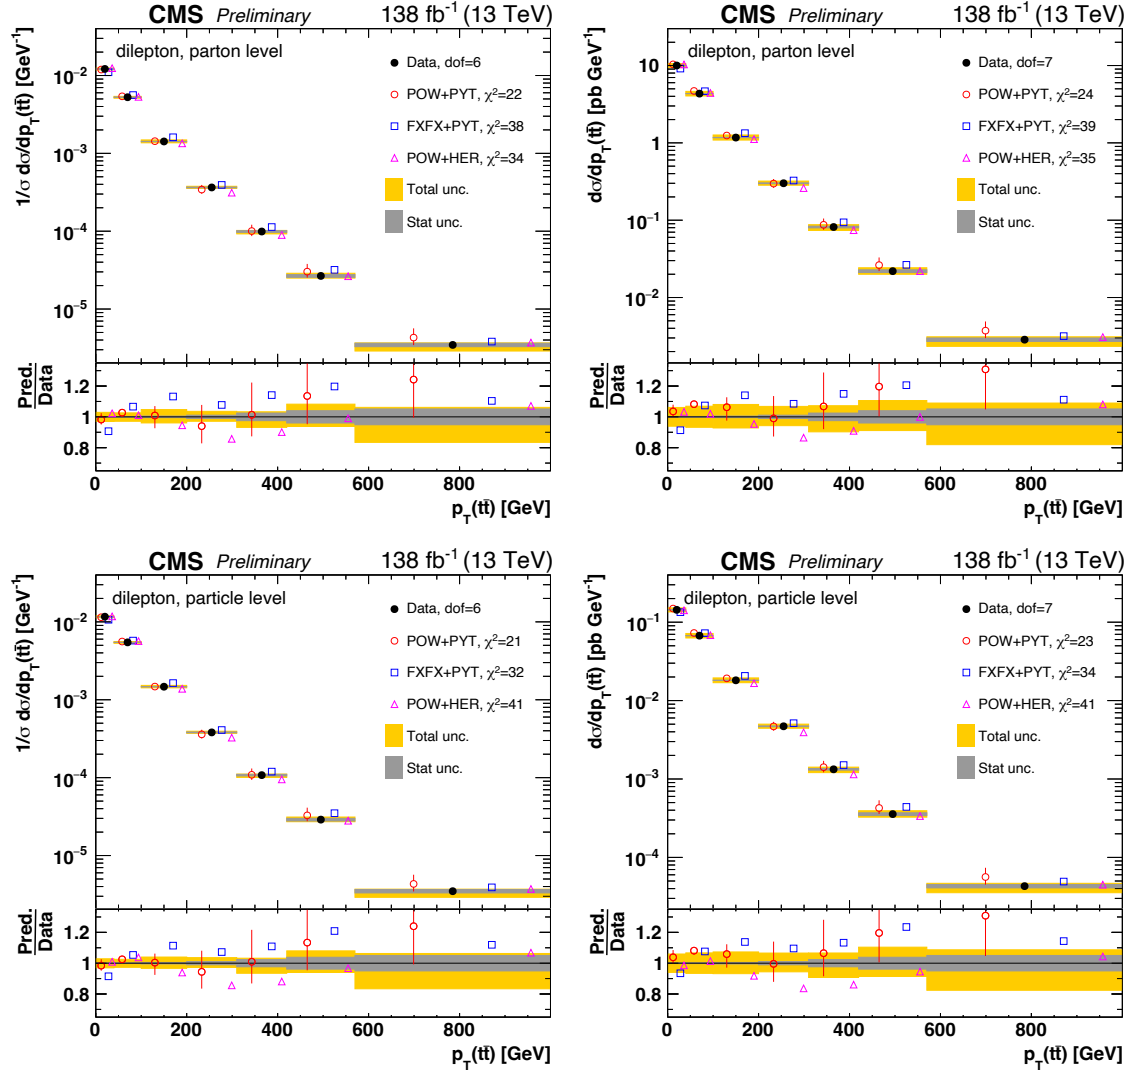 CMS Preliminary 138 fb⁻¹ (13 TeV)
dilepton, parton level
1/σ dσ/dp_T(tt̄) [GeV⁻¹]
Data, dof=6
POW+PYT, χ²=22
FXFX+PYT, χ²=38
POW+HER, χ²=34
Total unc.
Stat unc.
10⁻²
10⁻³
10⁻⁴
10⁻⁵
Pred.
Data
1.2
1
0.8
0 200 400 600 800
p_T(tt̄) [GeV]
CMS Preliminary 138 fb⁻¹ (13 TeV)
dilepton, parton level
dσ/dp_T(tt̄) [pb GeV⁻¹]
Data, dof=7
POW+PYT, χ²=24
FXFX+PYT, χ²=39
POW+HER, χ²=35
Total unc.
Stat unc.
10
1
10⁻¹
10⁻²
Pred.
Data
1.2
1
0.8
0 200 400 600 800
p_T(tt̄) [GeV]
CMS Preliminary 138 fb⁻¹ (13 TeV)
dilepton, particle level
1/σ dσ/dp_T(tt̄) [GeV⁻¹]
Data, dof=6
POW+PYT, χ²=21
FXFX+PYT, χ²=32
POW+HER, χ²=41
Total unc.
Stat unc.
10⁻²
10⁻³
10⁻⁴
10⁻⁵
Pred.
Data
1.2
1
0.8
0 200 400 600 800
p_T(tt̄) [GeV]
CMS Preliminary 138 fb⁻¹ (13 TeV)
dilepton, particle level
dσ/dp_T(tt̄) [pb GeV⁻¹]
Data, dof=7
POW+PYT, χ²=23
FXFX+PYT, χ²=34
POW+HER, χ²=41
Total unc.
Stat unc.
10⁻¹
10⁻²
10⁻³
10⁻⁴
Pred.
Data
1.2
1
0.8
0 200 400 600 800
p_T(tt̄) [GeV]